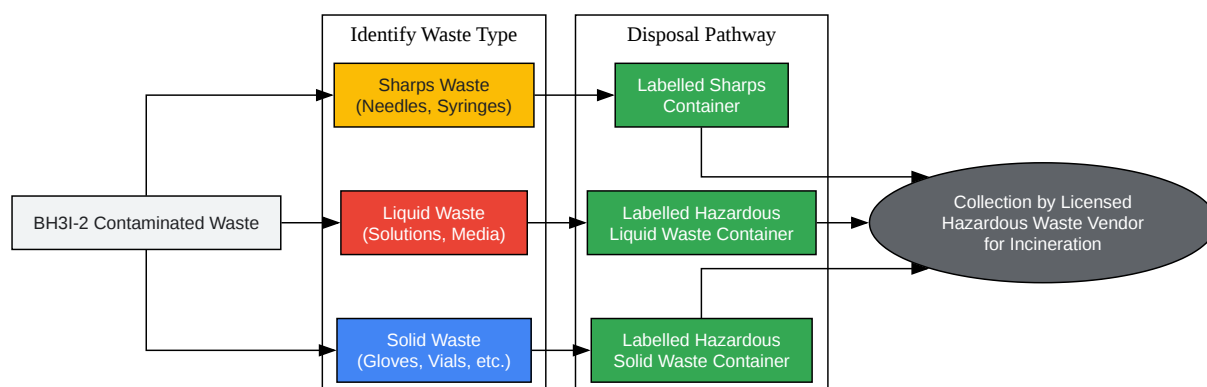 Identify Waste Type
Disposal Pathway
Sharps Waste
(Needles, Syringes)
Labelled Sharps
Container
BH3I-2 Contaminated Waste
Liquid Waste
(Solutions, Media)
Labelled Hazardous
Liquid Waste Container
Collection by Licensed
Hazardous Waste Vendor
for Incineration
Solid Waste
(Gloves, Vials, etc.)
Labelled Hazardous
Solid Waste Container